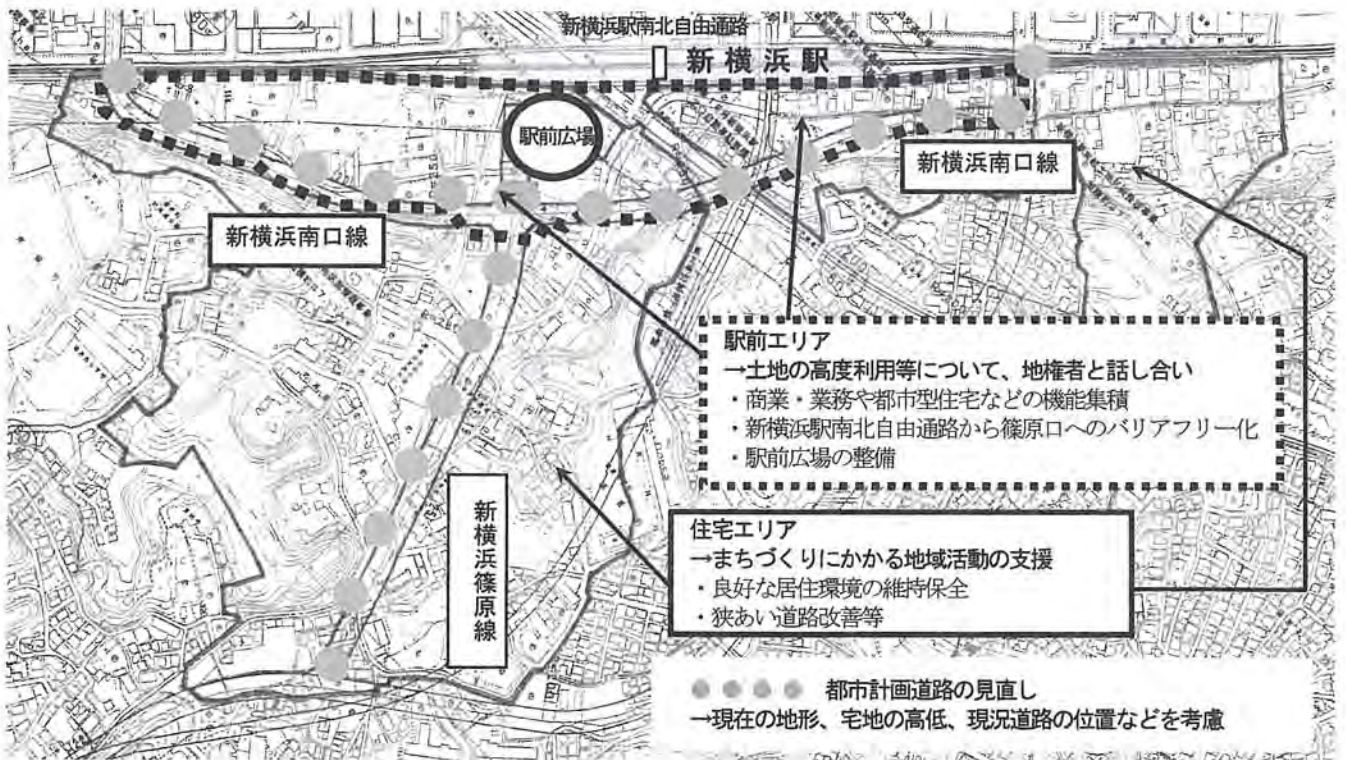 新横浜駅南北自由通路
新横浜駅
駅前広場
新横浜南口線
新横浜南口線
駅前エリア
→土地の高度利用等について、地権者と話し合い
・商業・業務や都市型住宅などの機能集積
・新横浜駅南北自由通路から篠原口へのバリアフリー化
・駅前広場の整備
新横浜篠原線
住宅エリア
→まちづくりにかかる地域活動の支援
・良好な居住環境の維持保全
・狭あい道路改善等
都市計画道路の見直し
→現在の地形、宅地の高低、現況道路の位置などを考慮